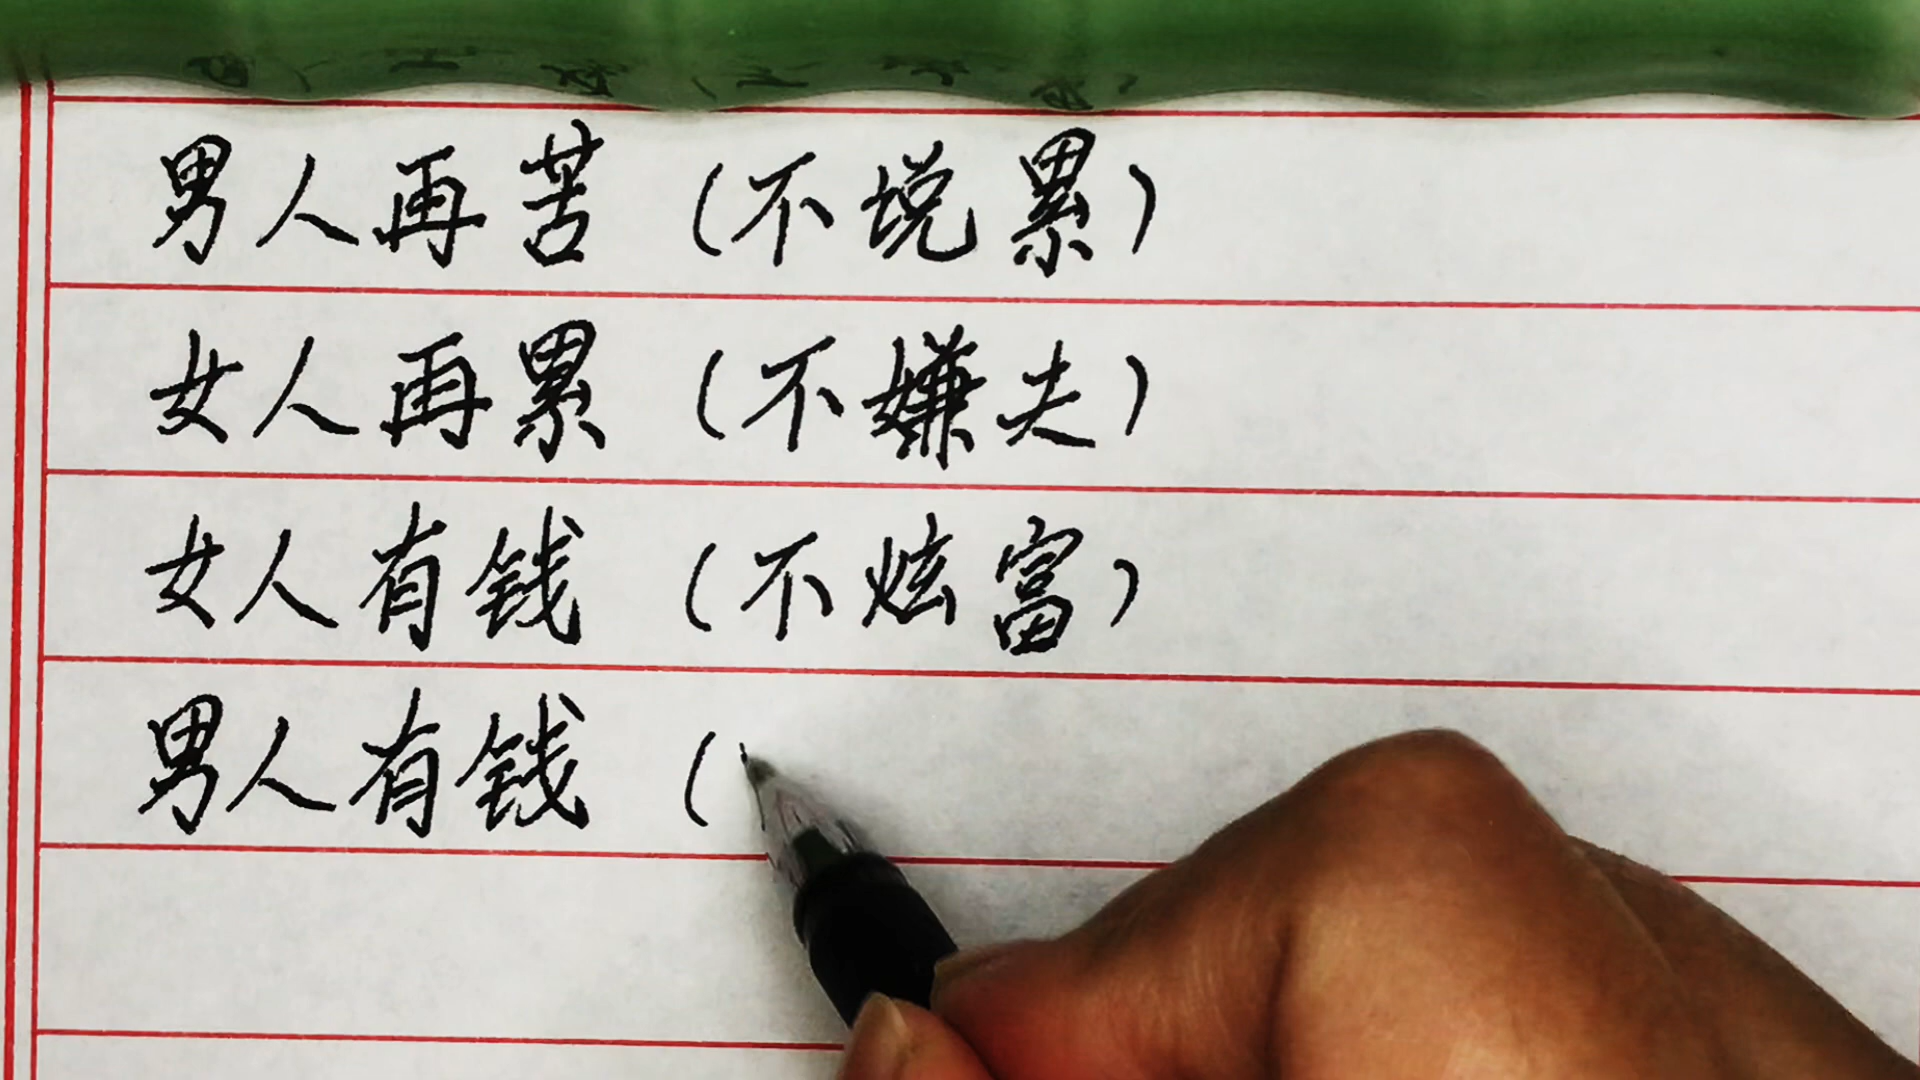 男人再苦（不说累）
女人再累（不嫌夫）
女人有钱（不炫富）
男人有钱（